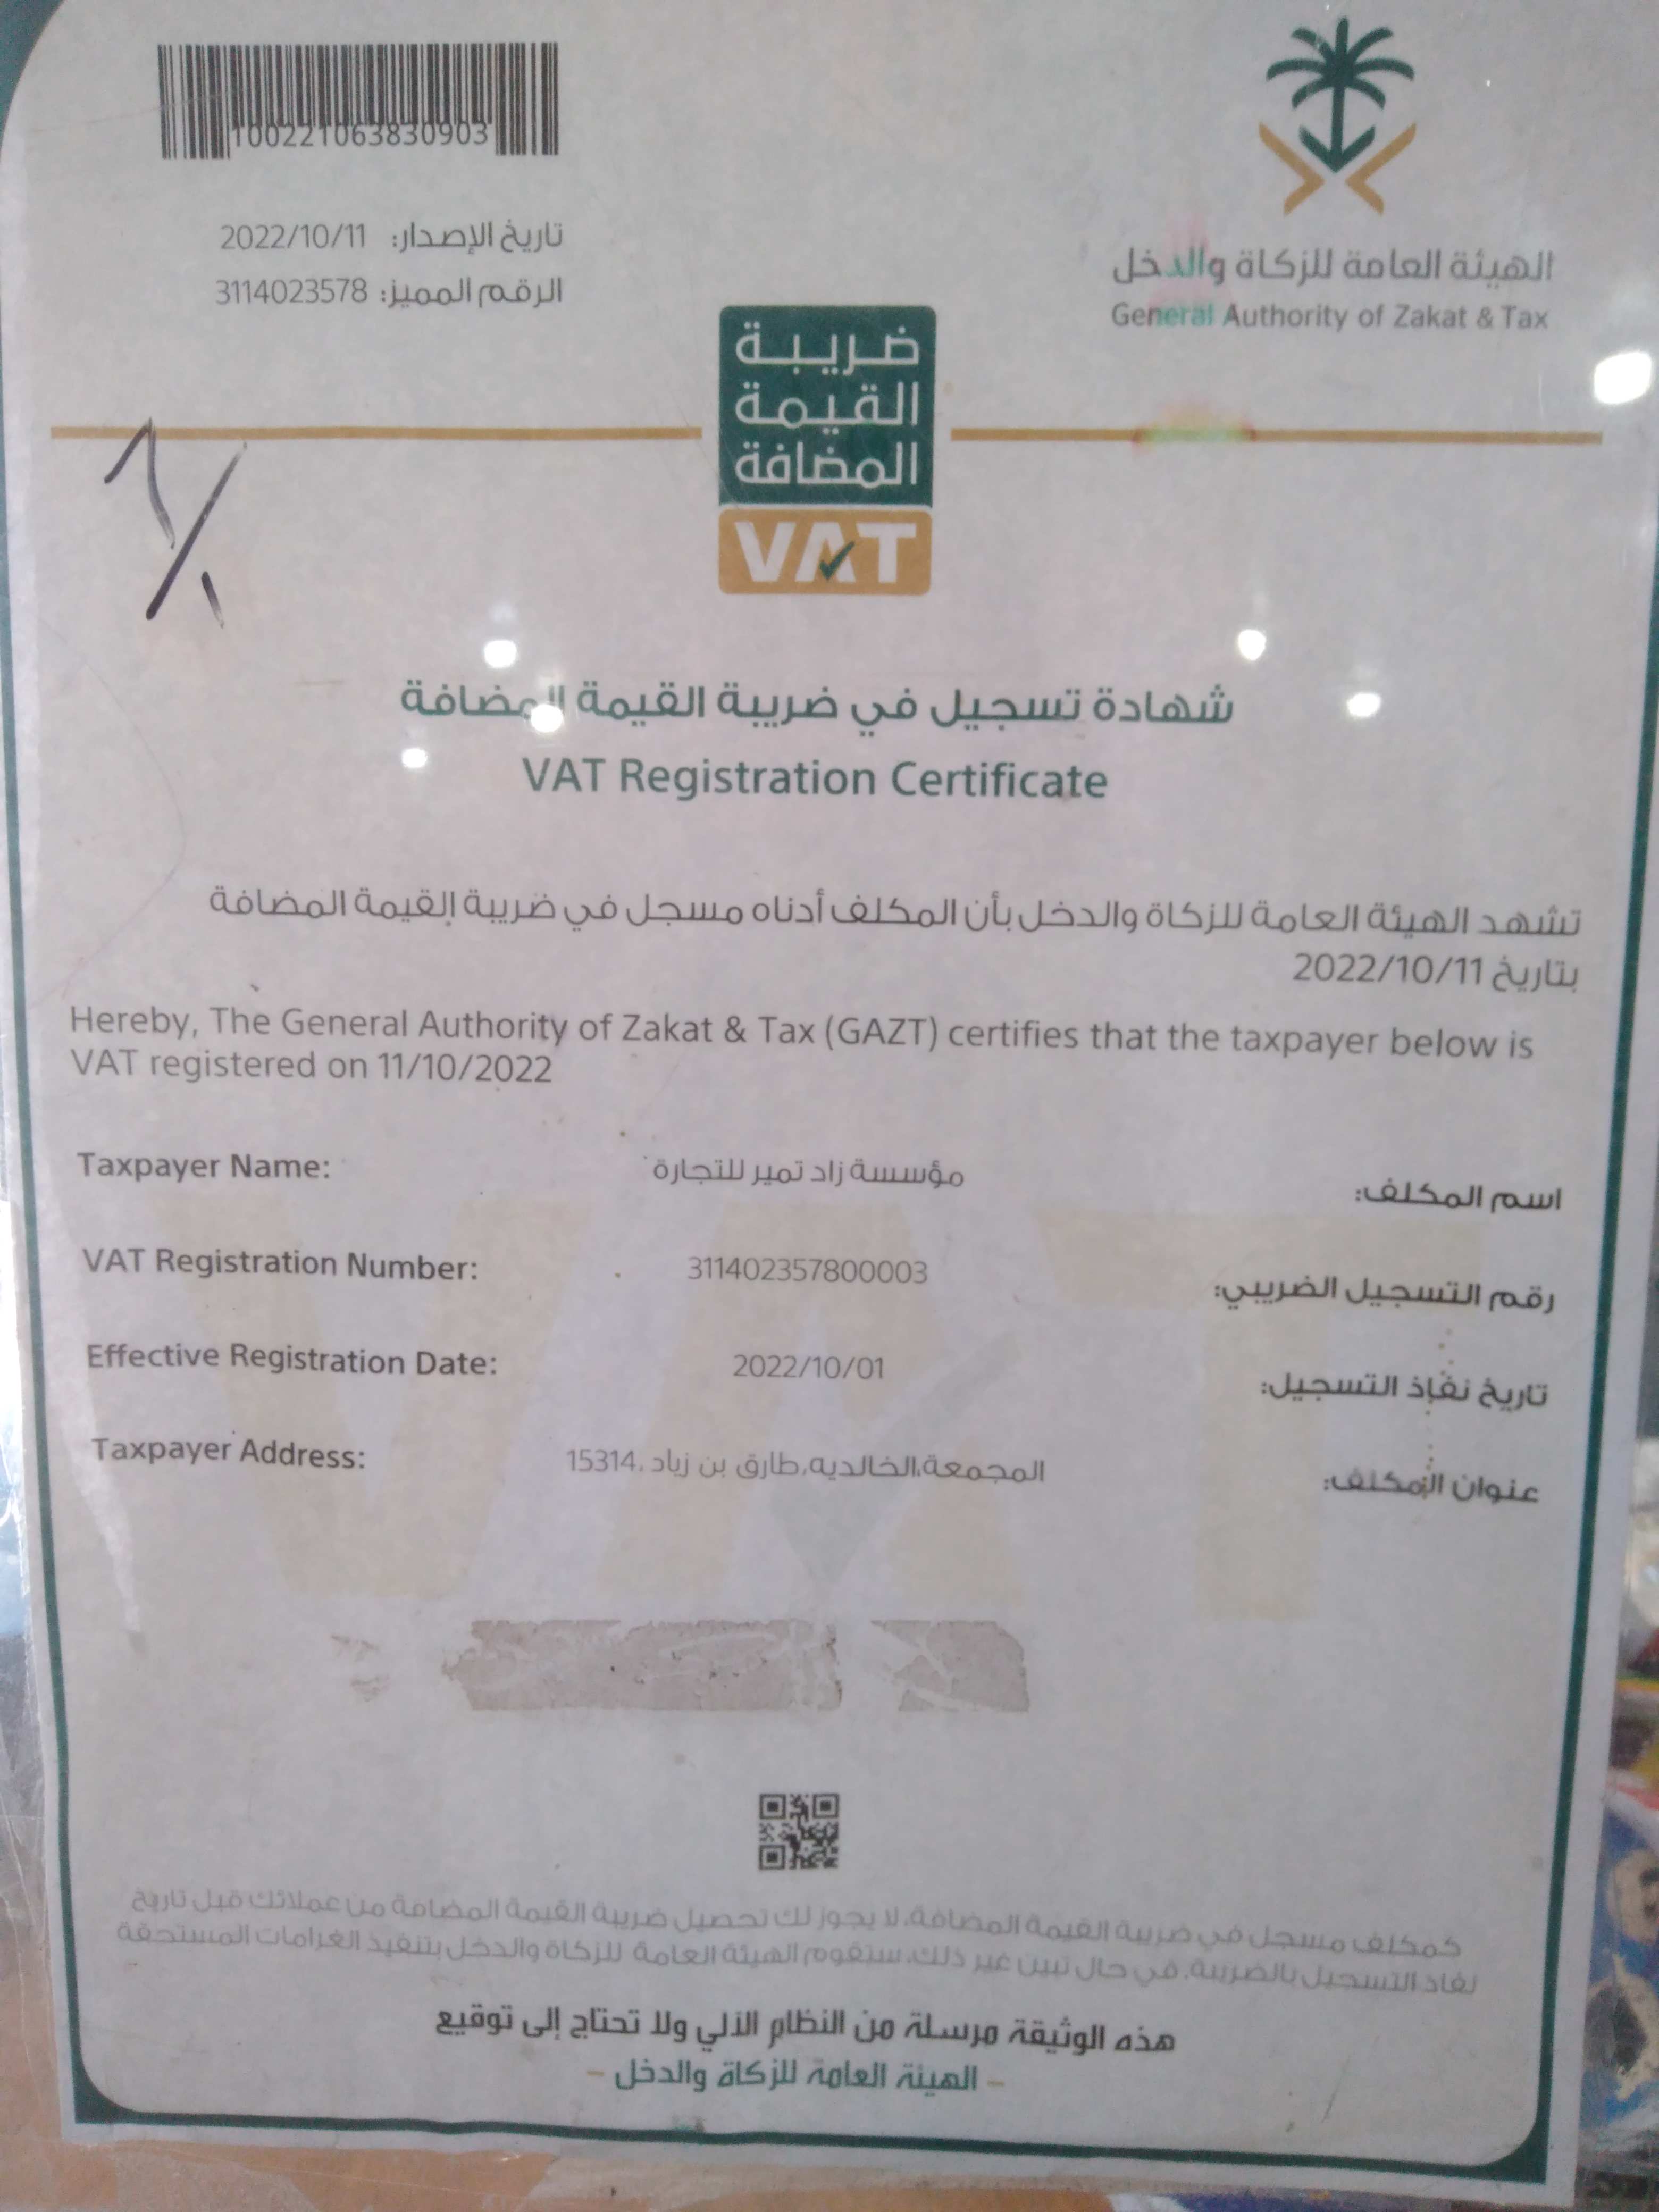 100221063830903
تاريخ الإصدار: 2022/10/11
الرقم المميز: 3114023578
الهيئة العامة للزكاة والدخل
General Authority of Zakat & Tax
ضريبة
القيمة
المضافة
VAT
شهادة تسجيل في ضريبة القيمة المضافة
VAT Registration Certificate
تشهد الهيئة العامة للزكاة والدخل بأن المكلف أدناه مسجل في ضريبة القيمة المضافة
بتاريخ 2022/10/11
Hereby, The General Authority of Zakat & Tax (GAZT) certifies that the taxpayer below is
VAT registered on 11/10/2022
Taxpayer Name: مؤسسة زاد تمير للتجارة اسم المكلف:
VAT Registration Number: 311402357800003 رقم التسجيل الضريبي:
Effective Registration Date: 2022/10/01 تاريخ نفاذ التسجيل:
Taxpayer Address: المجمعة,الخالديه,طارق بن زياد ,15314 عنوان المكلف:
كمكلف مسجل في ضريبة القيمة المضافة، لا يجوز لك تحصيل ضريبة القيمة المضافة من عملائك قبل تاريخ
نفاذ التسجيل بالضريبة. في حال تبين غير ذلك، ستقوم الهيئة العامة للزكاة والدخل بتنفيذ الغرامات المستحقة
هذه الوثيقة مرسلة من النظام الآلي ولا تحتاج إلى توقيع
– الهيئة العامة للزكاة والدخل –